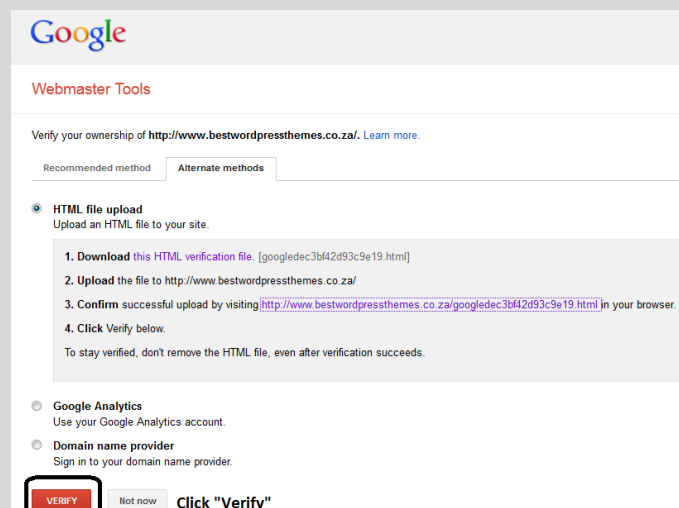 Google
Webmaster Tools
Verify your ownership of http://www.bestwordpressthemes.co.za/. Learn more.
Recommended method Alternate methods
HTML file upload
Upload an HTML file to your site.
1. Download this HTML verification file. [googledec3bf42d93c9e19.html]
2. Upload the file to http://www.bestwordpressthemes.co.za/
3. Confirm successful upload by visiting http://www.bestwordpressthemes.co.za/googledec3bf42d93c9e19.html in your browser.
4. Click Verify below.
To stay verified, don't remove the HTML file, even after verification succeeds.
Google Analytics
Use your Google Analytics account.
Domain name provider
Sign in to your domain name provider.
VERIFY Not now Click "Verify"